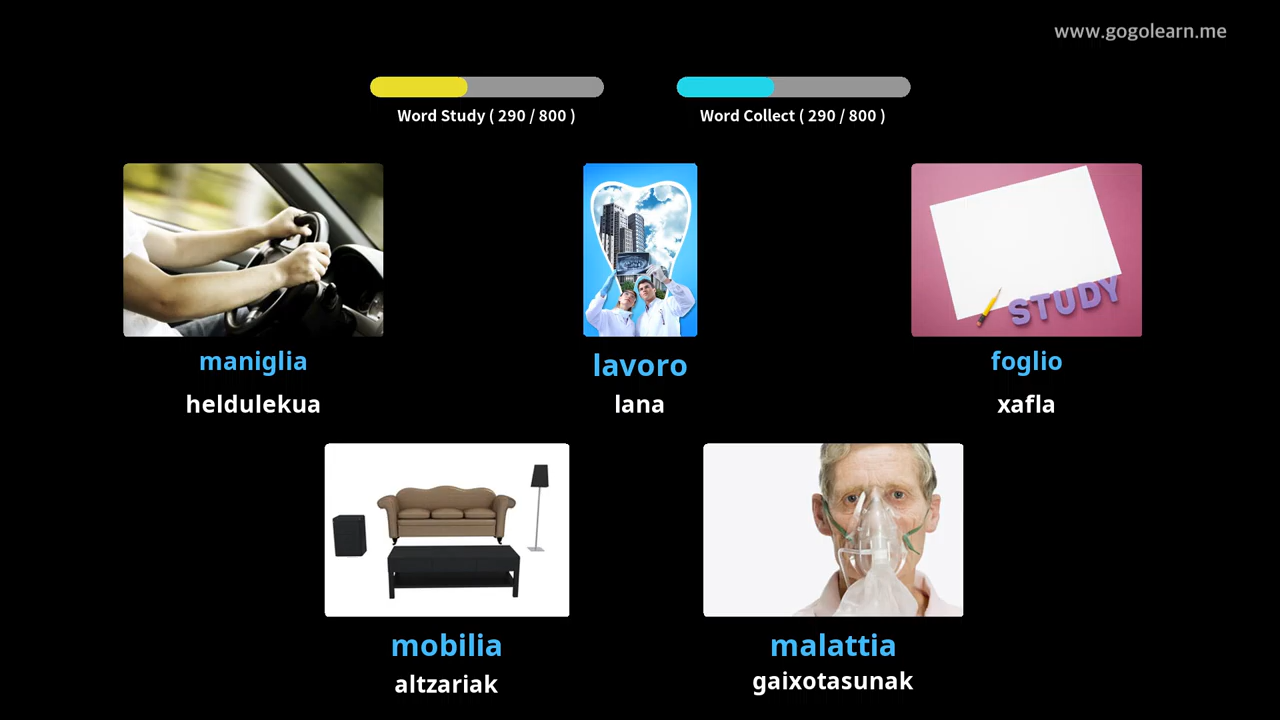 www.gogolearn.me
Word Study ( 290 / 800 )
Word Collect ( 290 / 800 )
STUDY
maniglia
lavoro
foglio
heldulekua
lana
xafla
mobilia
malattia
altzariak
gaixotasunak